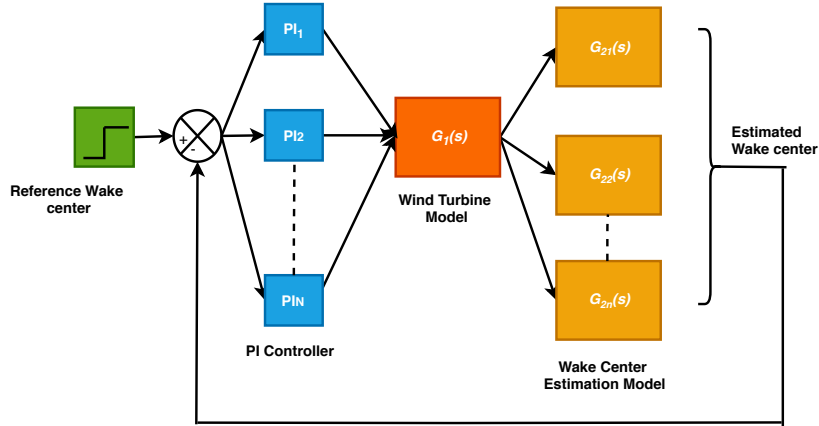 PI1
G21(s)
+
-
PI2
G1(s)
G22(s)
Estimated
Wake center
Reference Wake
center
Wind Turbine
Model
PIN
G2n(s)
PI Controller
Wake Center
Estimation Model